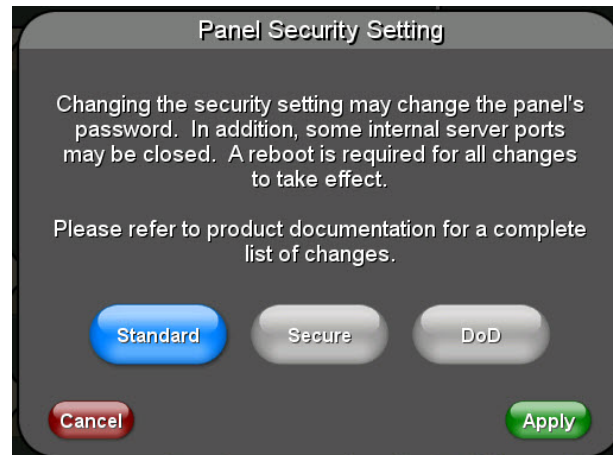 Panel Security Setting
Changing the security setting may change the panel's
password.  In addition, some internal server ports
may be closed.  A reboot is required for all changes
to take effect.
Please refer to product documentation for a complete
list of changes.
Standard
Secure
DoD
Cancel
Apply